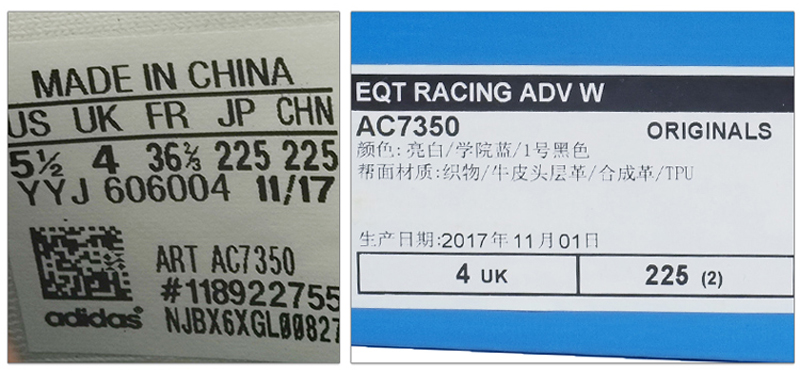 MADE IN CHINA
US UK FR JP CHN
5½ 4 36⅔ 225 225
YYJ 606004 11/17
ART AC7350
#118922755
NJBX6XGL00827
adidas
EQT RACING ADV W
AC7350 ORIGINALS
颜色:亮白/学院蓝/1号黑色
帮面材质:织物/牛皮头层革/合成革/TPU
生产日期:2017年11月01日
4 UK 225 (2)